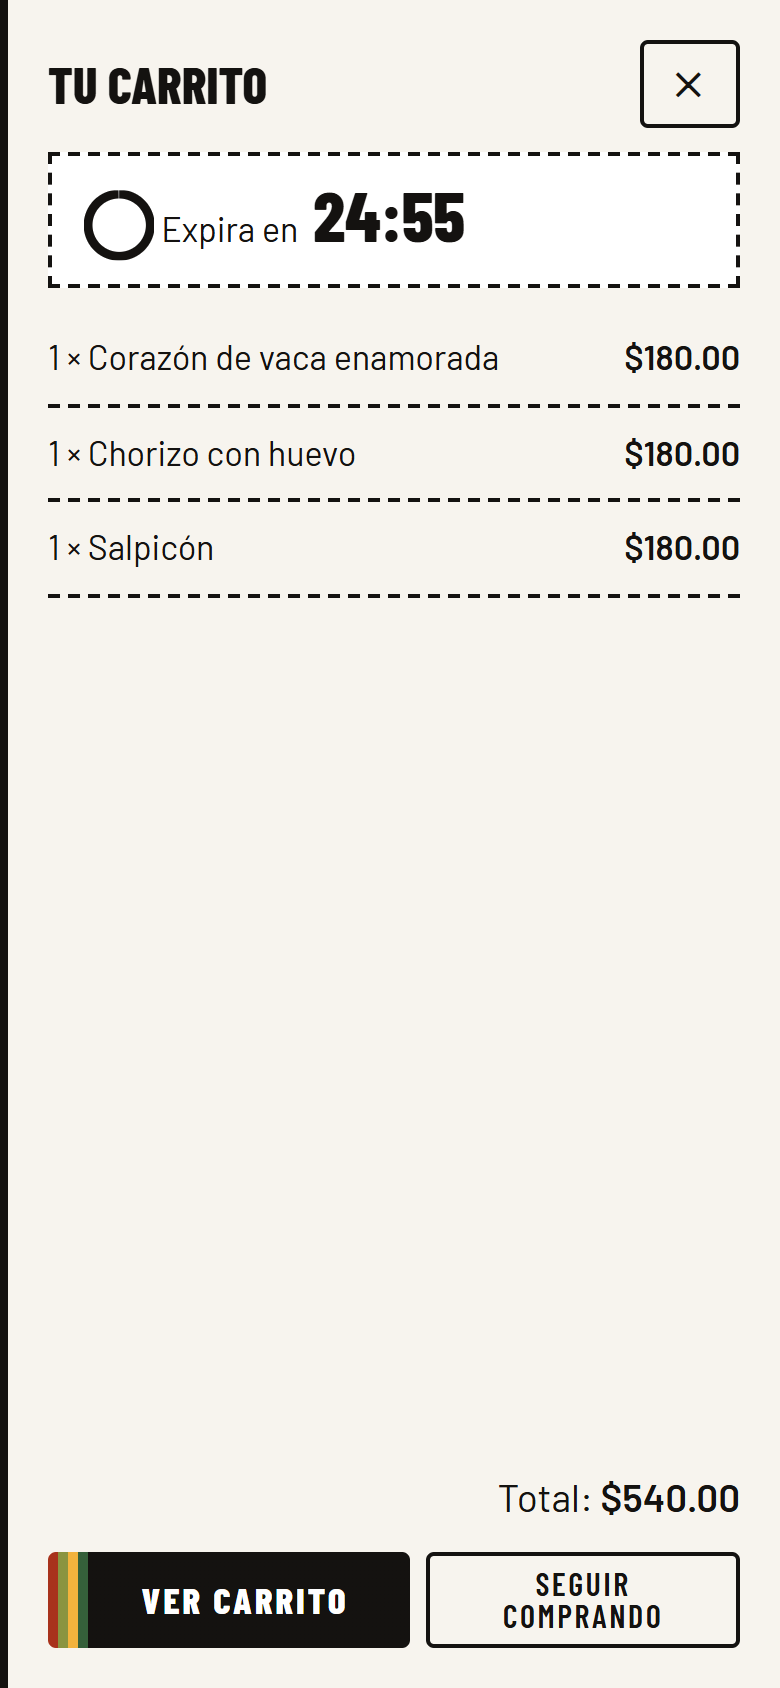 TU CARRITO ×
Expira en 24:55
1 × Corazón de vaca enamorada $180.00
1 × Chorizo con huevo $180.00
1 × Salpicón $180.00
Total: $540.00
VER CARRITO
SEGUIR
COMPRANDO